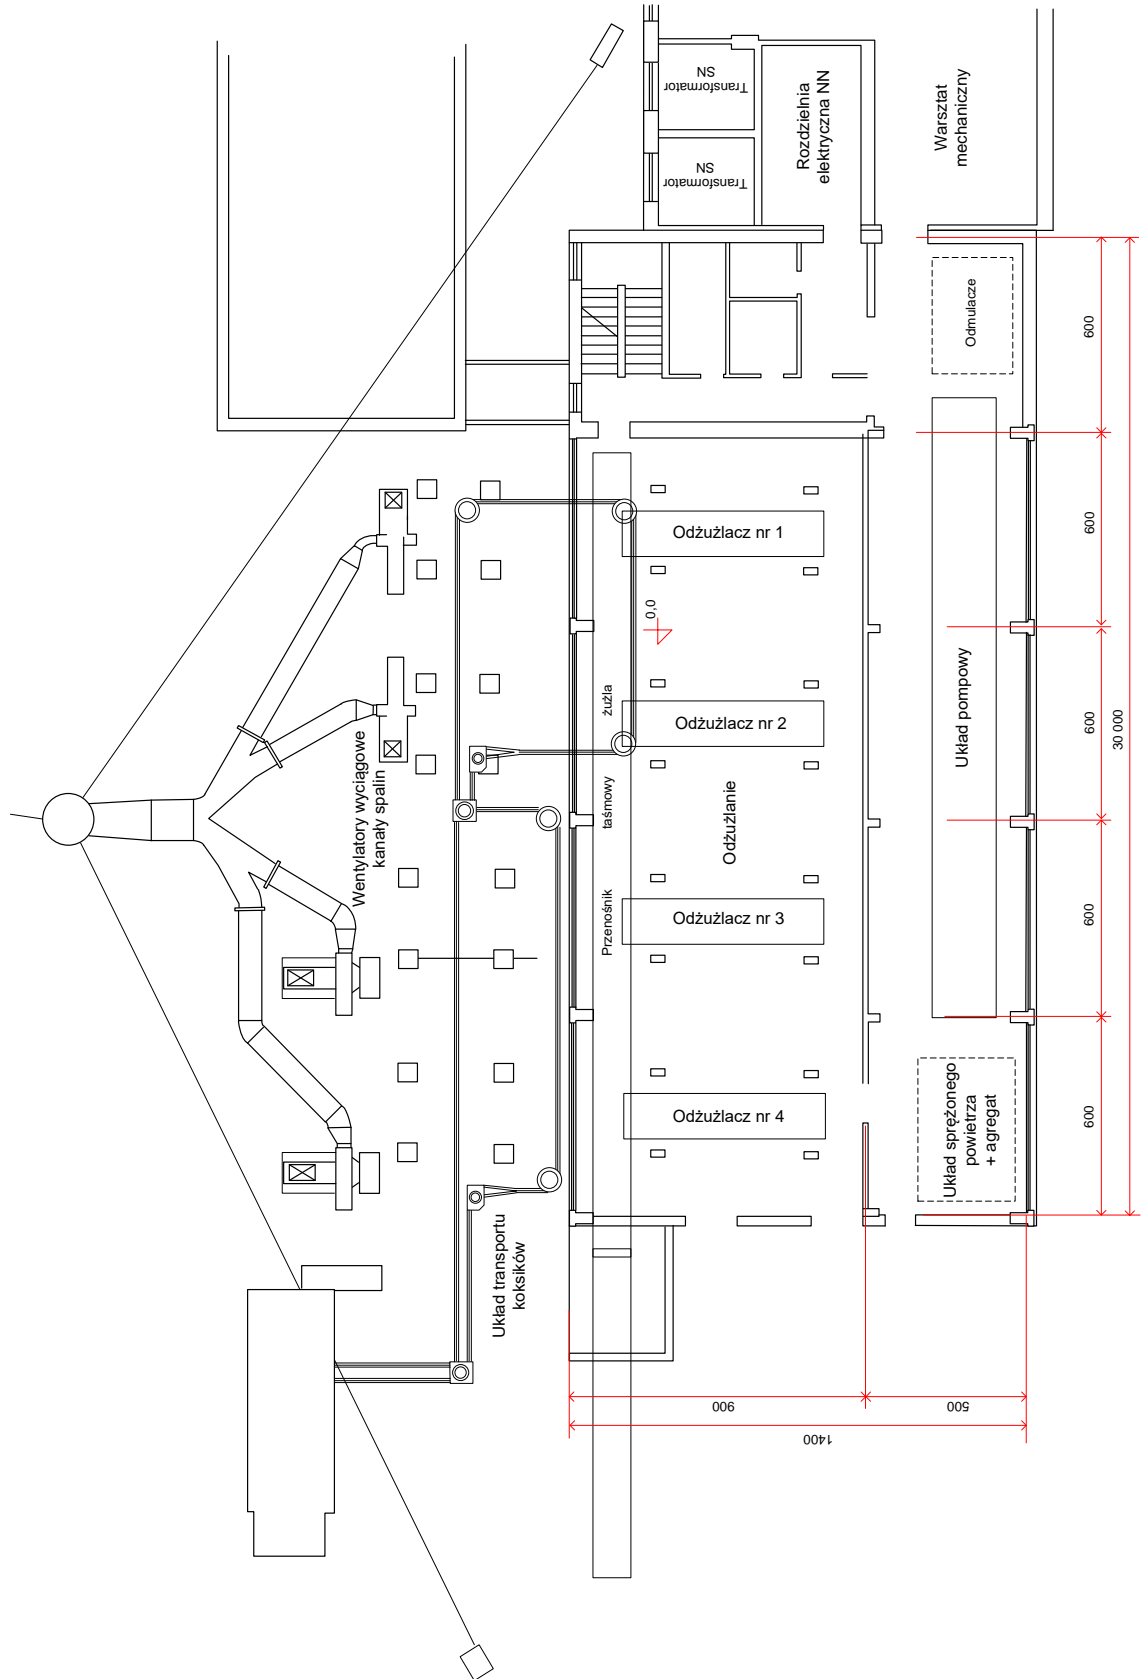 Transformator
SN
Transformator
SN
Rozdzielnia
elektryczna NN
Warsztat
mechaniczny
Odmulacze
600
Odżużlacz nr 1
0,0
600
żużla
Odżużlacz nr 2
Układ pompowy
600
30 000
Wentylatory wyciągowe
kanały spalin
taśmowy
Odżużlanie
Przenośnik
Odżużlacz nr 3
600
Odżużlacz nr 4
Układ sprężonego
powietrza
+ agregat
600
Układ transportu
koksików
900
500
1400